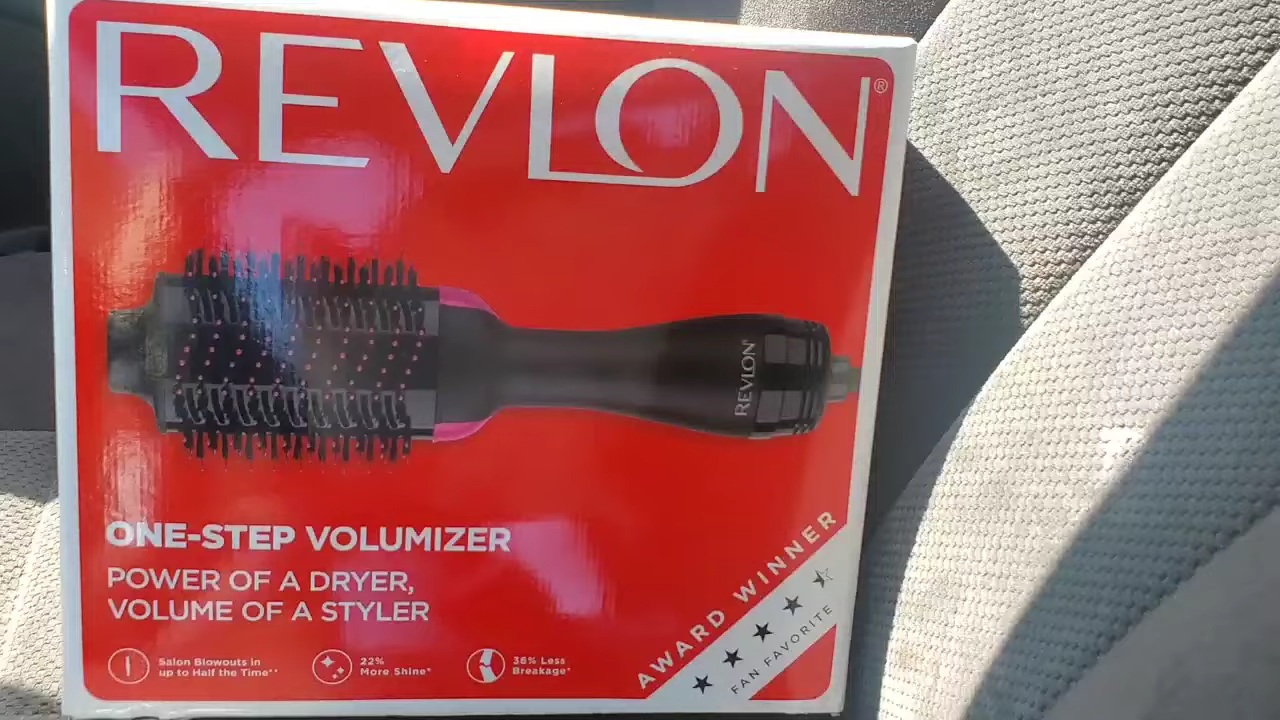 REVLON®
REVLON
ONE-STEP VOLUMIZER
POWER OF A DRYER,
VOLUME OF A STYLER
Salon Blowouts in
up to Half the Time**
22%
More Shine*
36% Less
Breakage*
AWARD WINNER
FAN FAVORITE